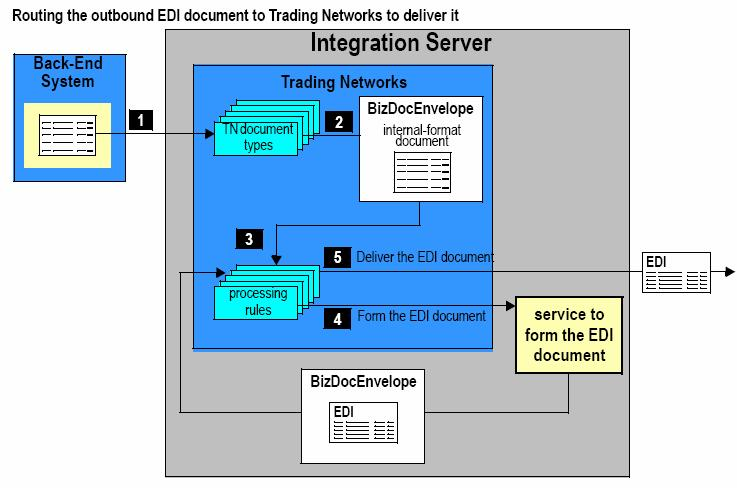 Routing the outbound EDI document to Trading Networks to deliver it
Integration Server
Back-End
System
Trading Networks
1
TN document
types
2
BizDocEnvelope
internal-format
document
3
5
Deliver the EDI document
EDI
processing
rules
4
Form the EDI document
service to
form the EDI
document
BizDocEnvelope
EDI